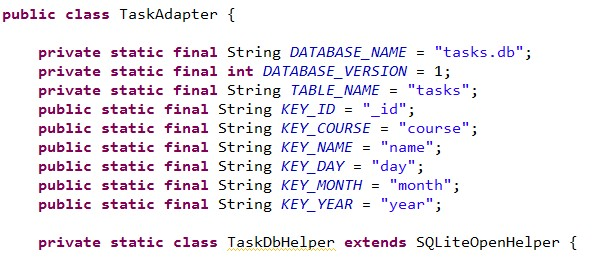 public class TaskAdapter {
private static final String DATABASE_NAME = "tasks.db";
private static final int DATABASE_VERSION = 1;
private static final String TABLE_NAME = "tasks";
public static final String KEY_ID = "_id";
public static final String KEY_COURSE = "course";
public static final String KEY_NAME = "name";
public static final String KEY_DAY = "day";
public static final String KEY_MONTH = "month";
public static final String KEY_YEAR = "year";
private static class TaskDbHelper extends SQLiteOpenHelper {